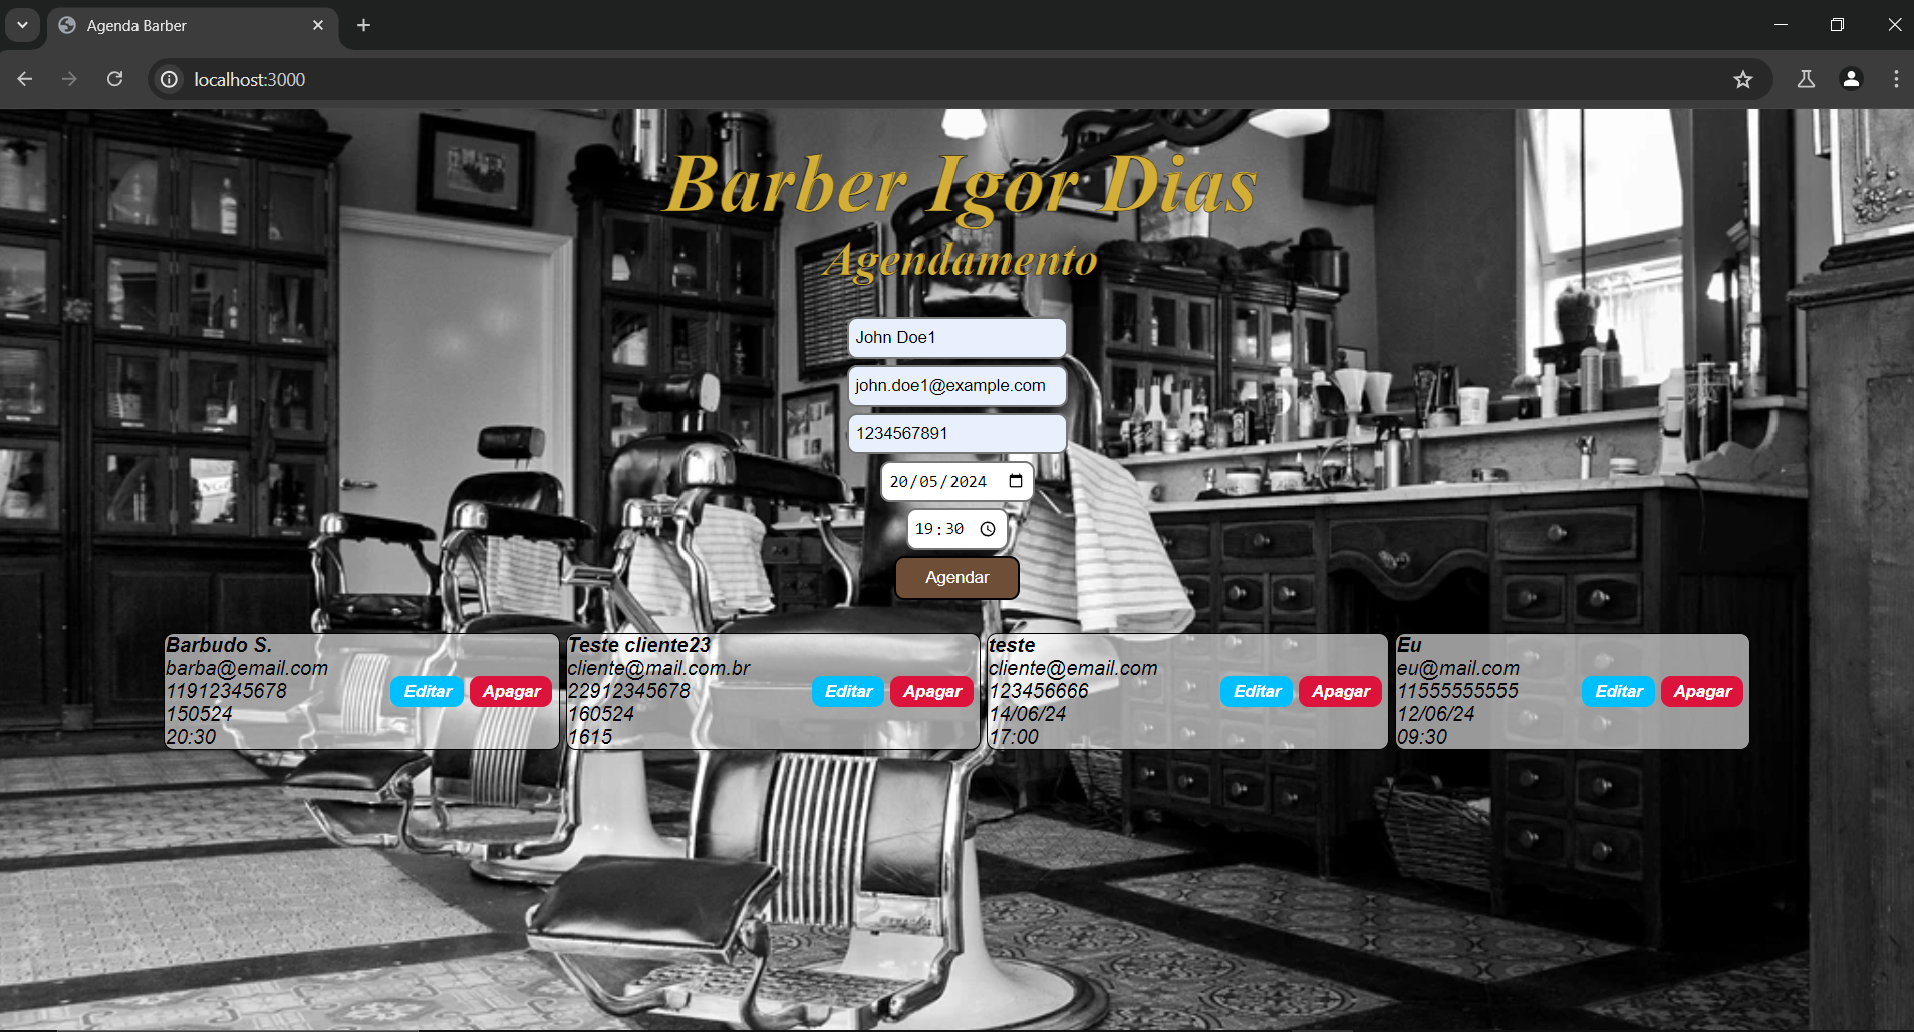 Agenda Barber
localhost:3000
Barber Igor Dias
Agendamento
John Doe1
john.doe1@example.com
1234567891
20/05/2024
19:30
Agendar
Barbudo S.
barba@email.com
11912345678
150524
20:30
Editar
Apagar
Teste cliente23
cliente@mail.com.br
22912345678
160524
1615
Editar
Apagar
teste
cliente@email.com
123456666
14/06/24
17:00
Editar
Apagar
Eu
eu@mail.com
11555555555
12/06/24
09:30
Editar
Apagar